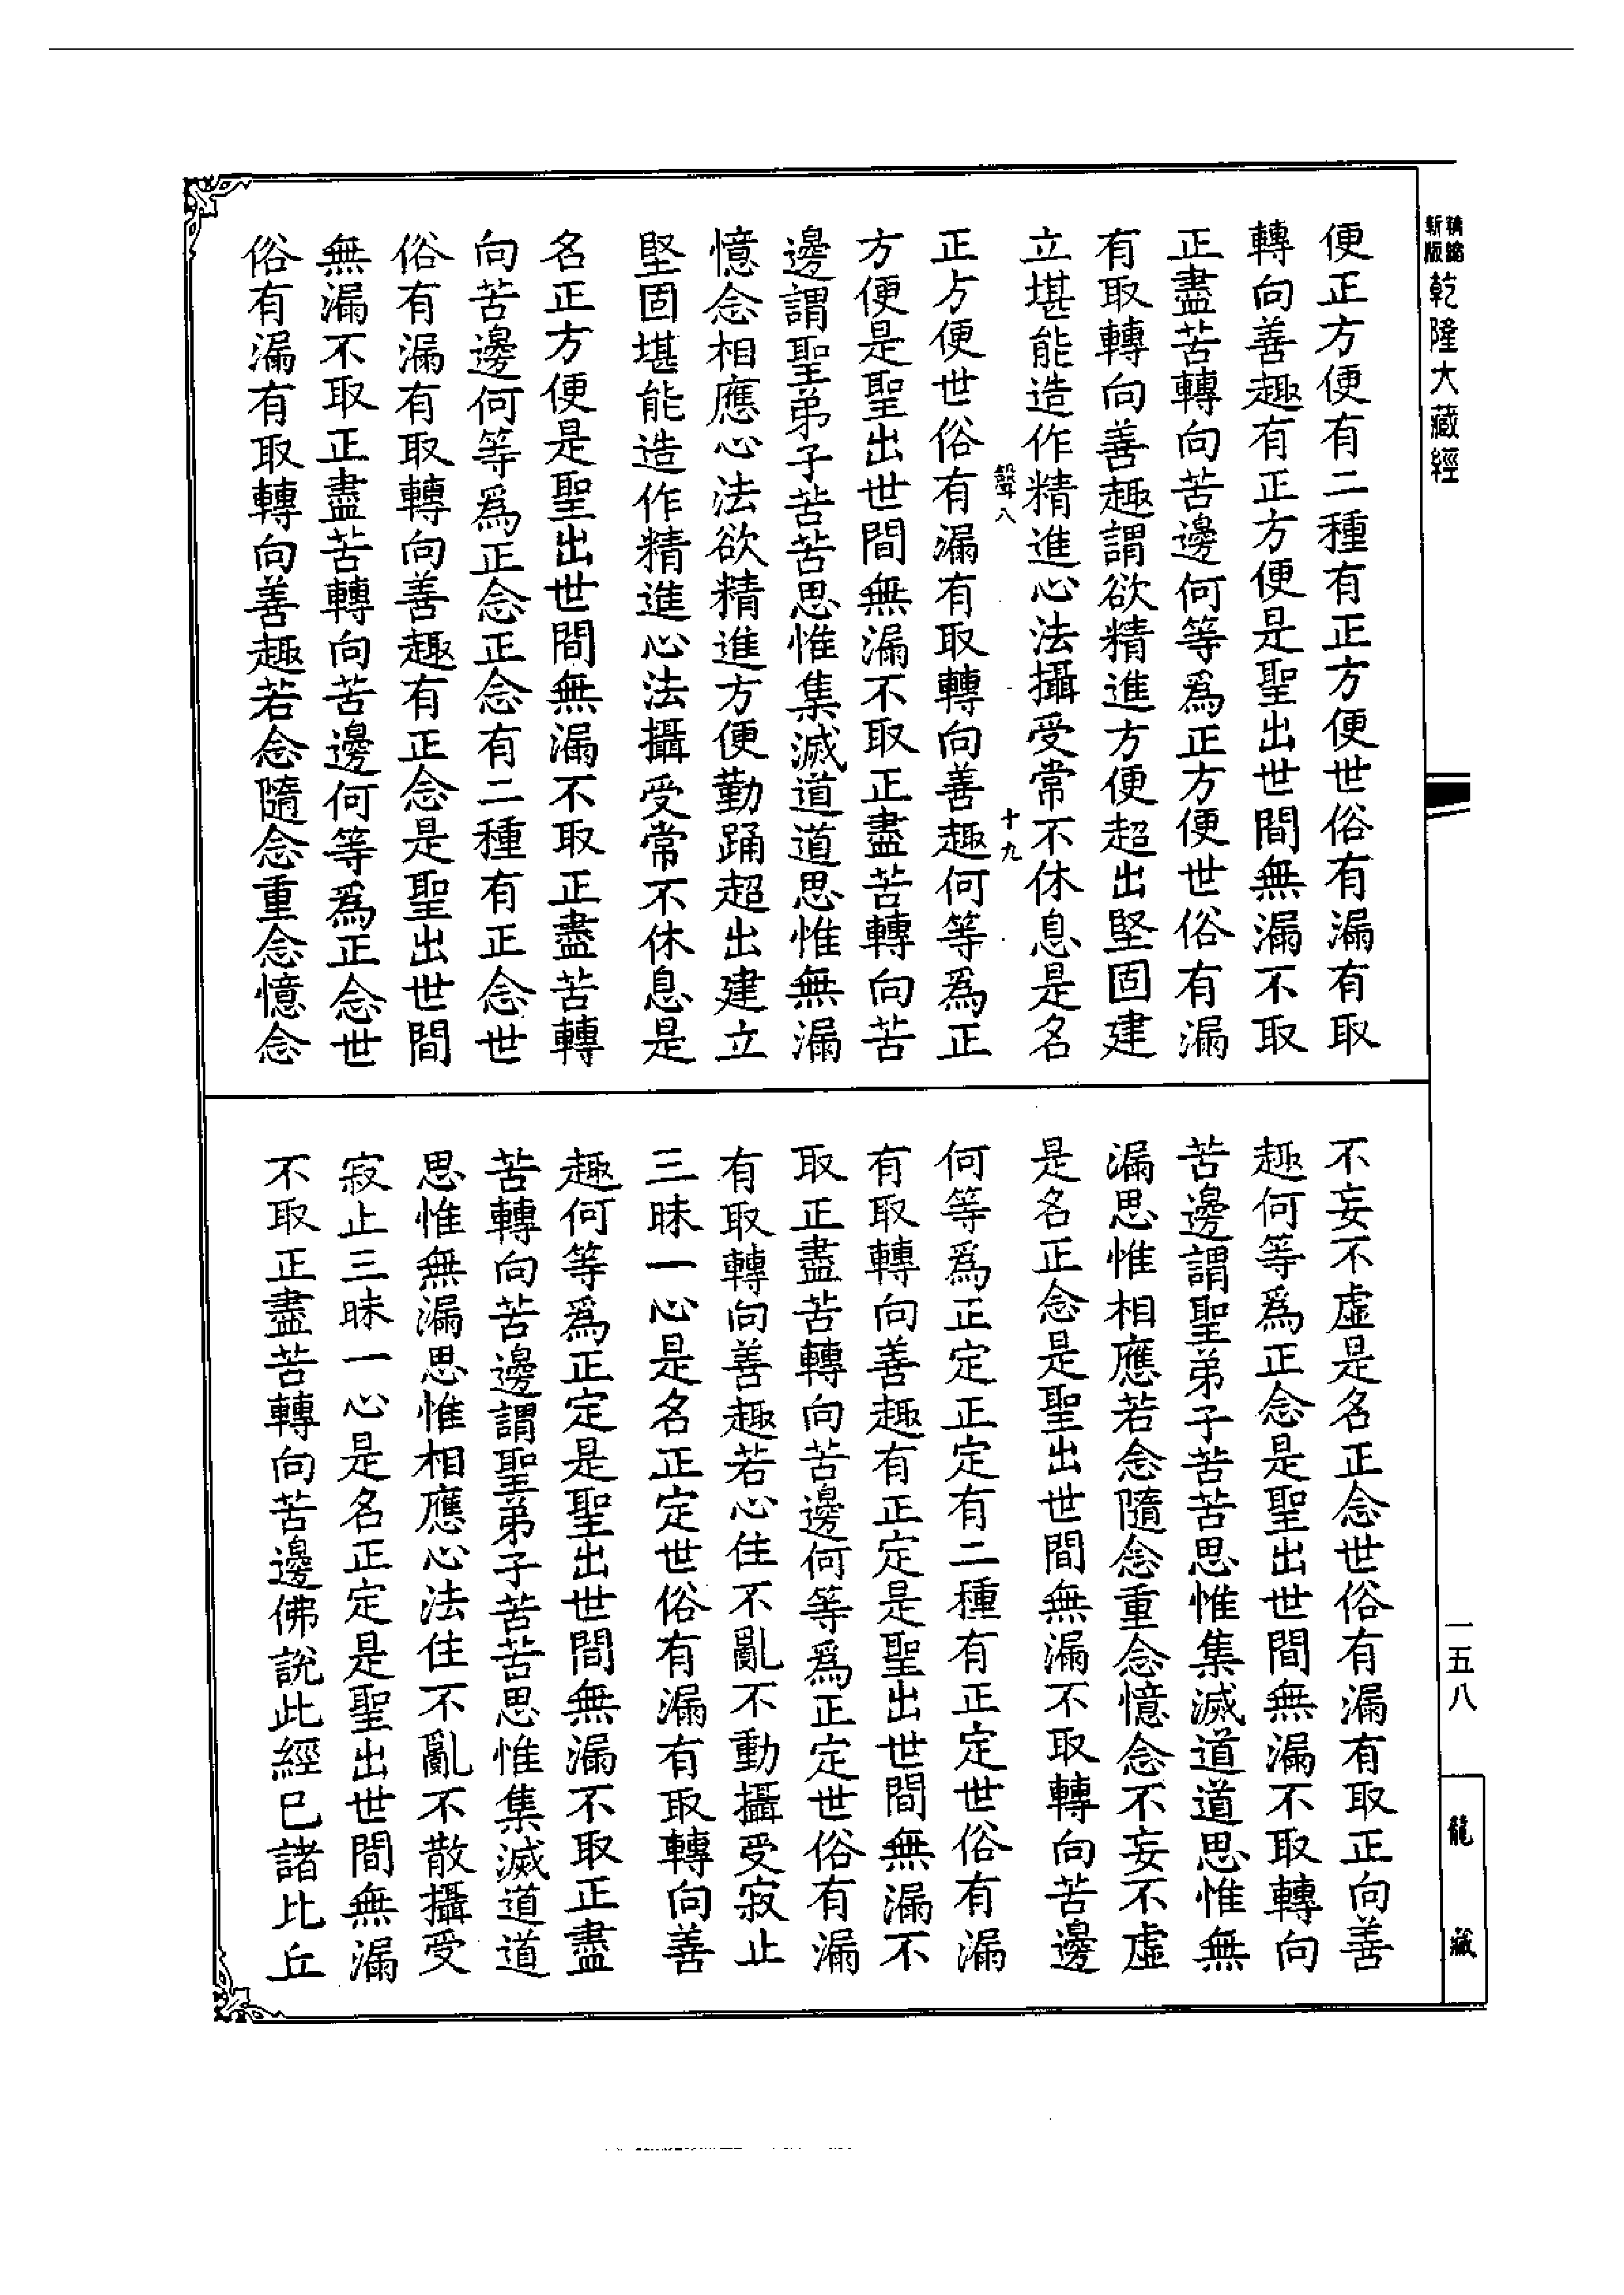 新版精縮乾隆大藏經
便正方便有二種有正方便世俗有漏有取
轉向善趣有正方便是聖出世間無漏不取
正盡苦轉向苦邊何等爲正方便世俗有漏
有取轉向善趣謂欲精進方便超出堅固建
立堪能造作精進心法攝受常不休息是名
聲八 十九
正方便世俗有漏有取轉向善趣何等爲正
方便是聖出世間無漏不取正盡苦轉向苦
邊謂聖弟子苦苦思惟集滅道道思惟無漏
憶念相應心法欲精進方便勤踊超出建立
堅固堪能造作精進心法攝受常不休息是
名正方便是聖出世間無漏不取正盡苦轉
向苦邊何等爲正念正念有二種有正念世
俗有漏有取轉向善趣有正念是聖出世間
無漏不取正盡苦轉向苦邊何等爲正念世
俗有漏有取轉向善趣若念隨念重念憶念
不妄不虛是名正念世俗有漏有取正向善
趣何等爲正念是聖出世間無漏不取轉向
苦邊謂聖弟子苦苦思惟集滅道道思惟無
漏思惟相應若念隨念重念憶念不妄不虛
是名正念是聖出世間無漏不取轉向苦邊
何等爲正定正定有二種有正定世俗有漏
有取轉向善趣有正定是聖出世間無漏不
取正盡苦轉向苦邊何等爲正定世俗有漏
有取轉向善趣若心住不亂不動攝受寂止
三昧一心是名正定世俗有漏有取轉向善
趣何等爲正定是聖出世間無漏不取正盡
苦轉向苦邊謂聖弟子苦苦思惟集滅道道
思惟無漏思惟相應心法住不亂不散攝受
寂止三昧一心是名正定是聖出世間無漏
不取正盡苦轉向苦邊佛說此經已諸比丘
一五八
龍藏